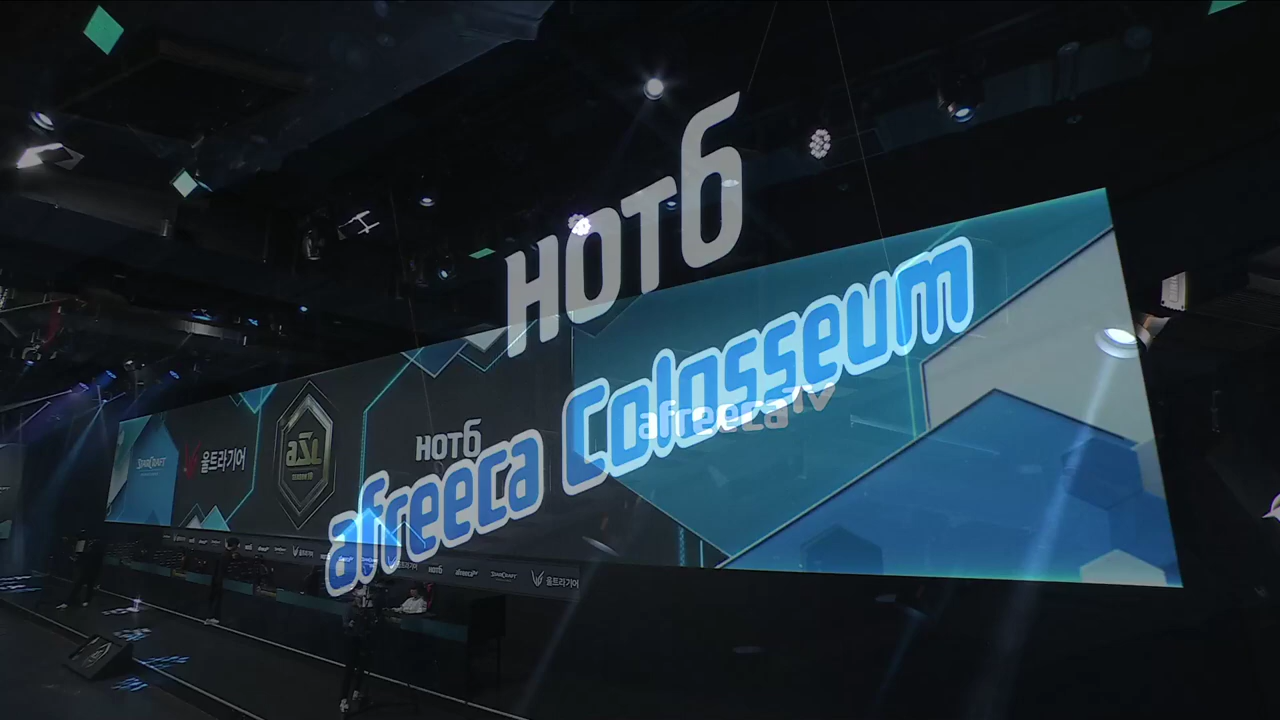 HOT6
afreeca Colosseum
afreecaTV
STARCRAFT
울트라기어
aSL
HOT6
HOT6
afreecaTV
STARCRAFT
울트라기어